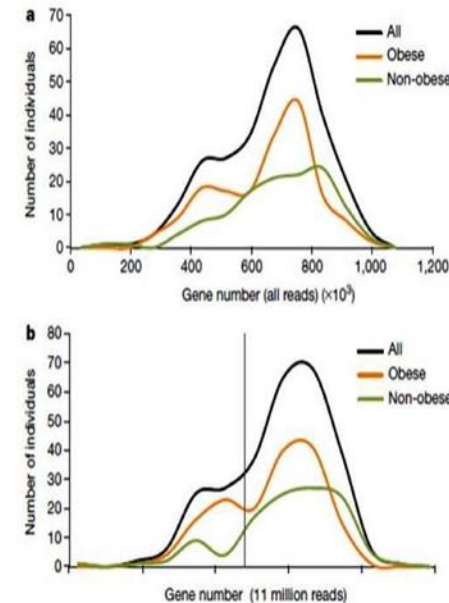 a
70
60
50
40
30
20
10
0
Number of individuals
All
Obese
Non-obese
0 200 400 600 800 1,000 1,200
Gene number (all reads) (×10³)
b
80
70
60
50
40
30
20
10
0
Number of individuals
All
Obese
Non-obese
Gene number (11 million reads)